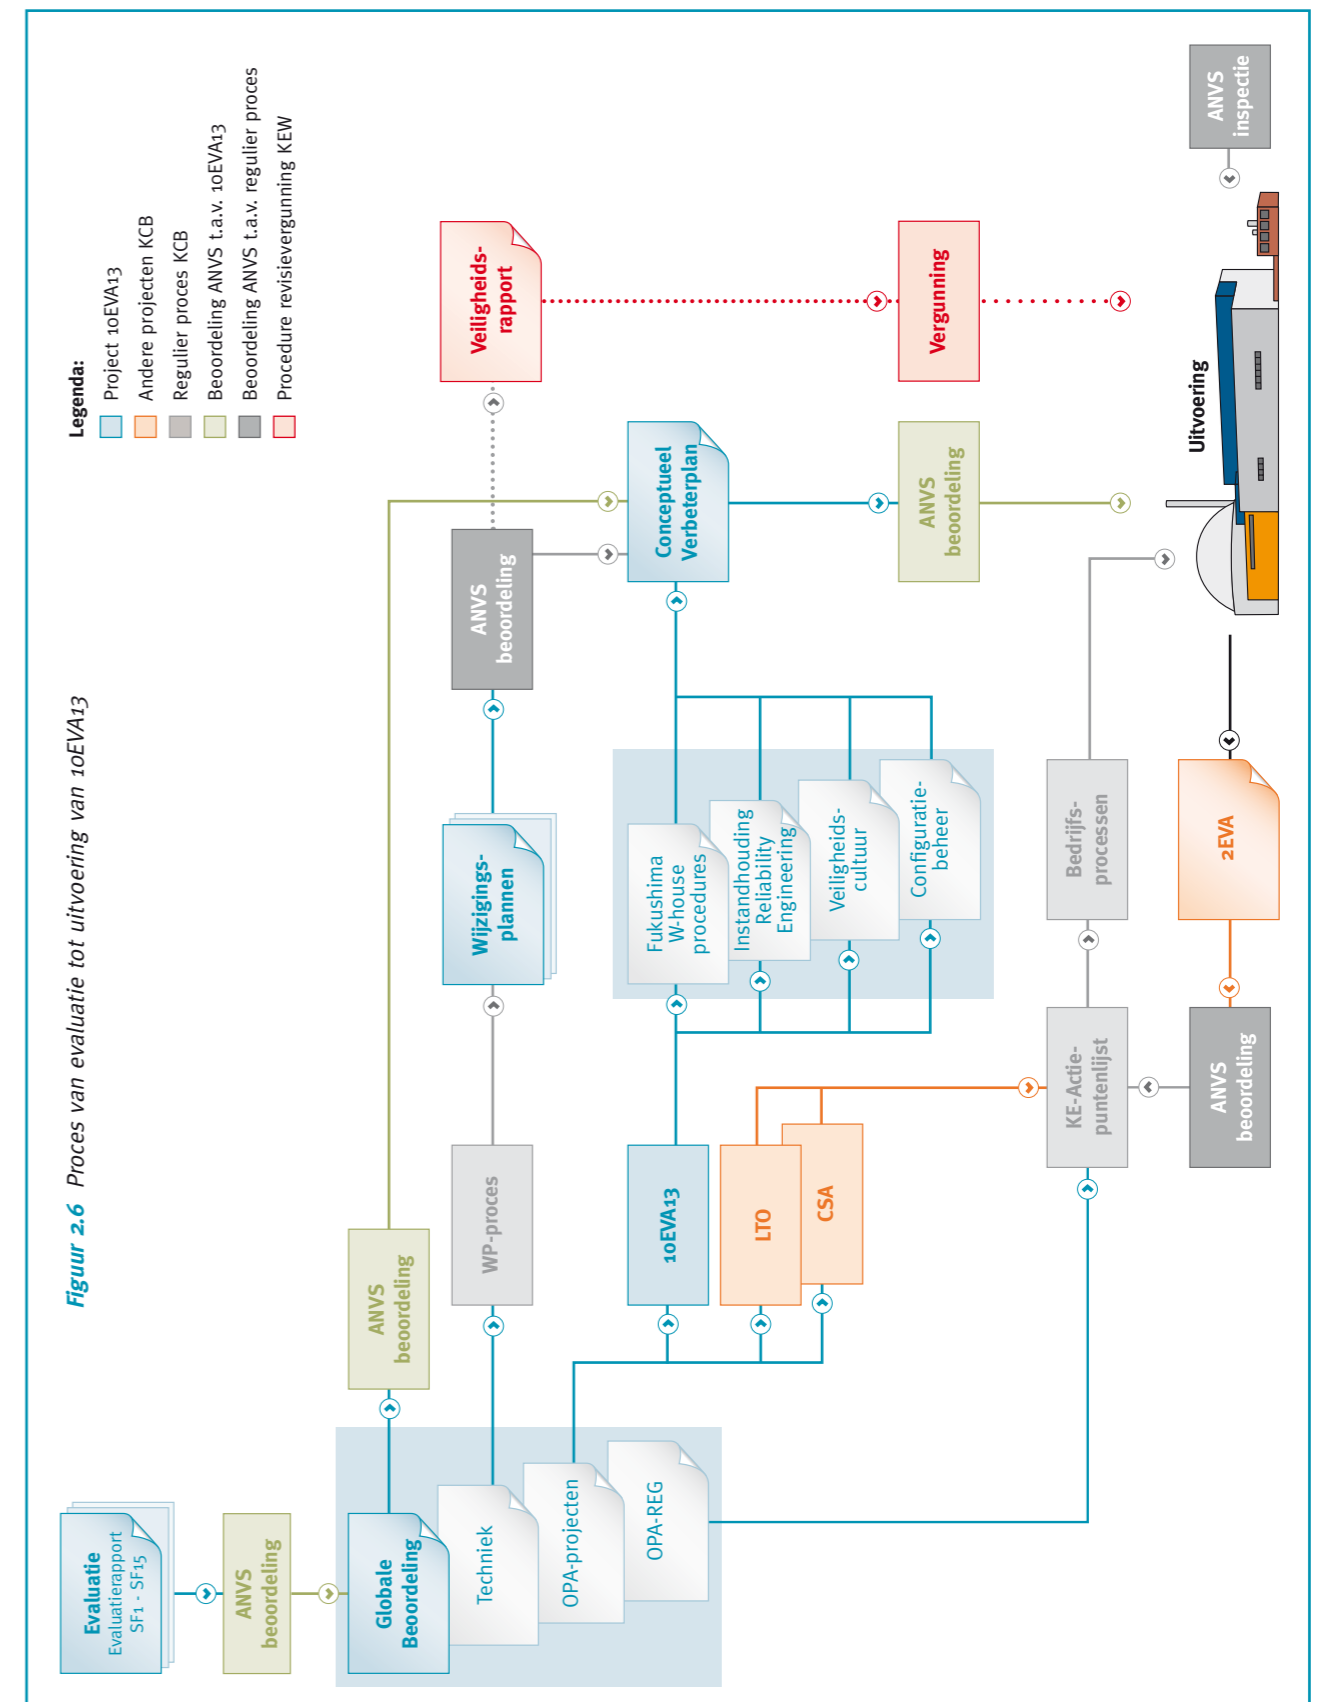 Figuur 2.6 Proces van evaluatie tot uitvoering van 10EVA13
Legenda:
Project 10EVA13
Andere projecten KCB
Regulier proces KCB
Beoordeling ANVS t.a.v. 10EVA13
Beoordeling ANVS t.a.v. regulier proces
Procedure revisievergunning KEW
Evaluatie
Evaluatierapport
SF1 - SF15
ANVS
beoordeling
Globale
Beoordeling
Techniek
OPA-projecten
OPA-REG
ANVS
beoordeling
WP-proces
Wijzigings-
plannen
ANVS
beoordeling
Veiligheids-
rapport
10EVA13
LTO
CSA
Fukushima
W-house
procedures
Instandhouding
Reliability
Engineering
Veiligheids-
cultuur
Configuratie-
beheer
Conceptueel
Verbeterplan
ANVS
beoordeling
Vergunning
KE-Actie-
puntenlijst
Bedrijfs-
processen
ANVS
beoordeling
2EVA
Uitvoering
ANVS
inspectie